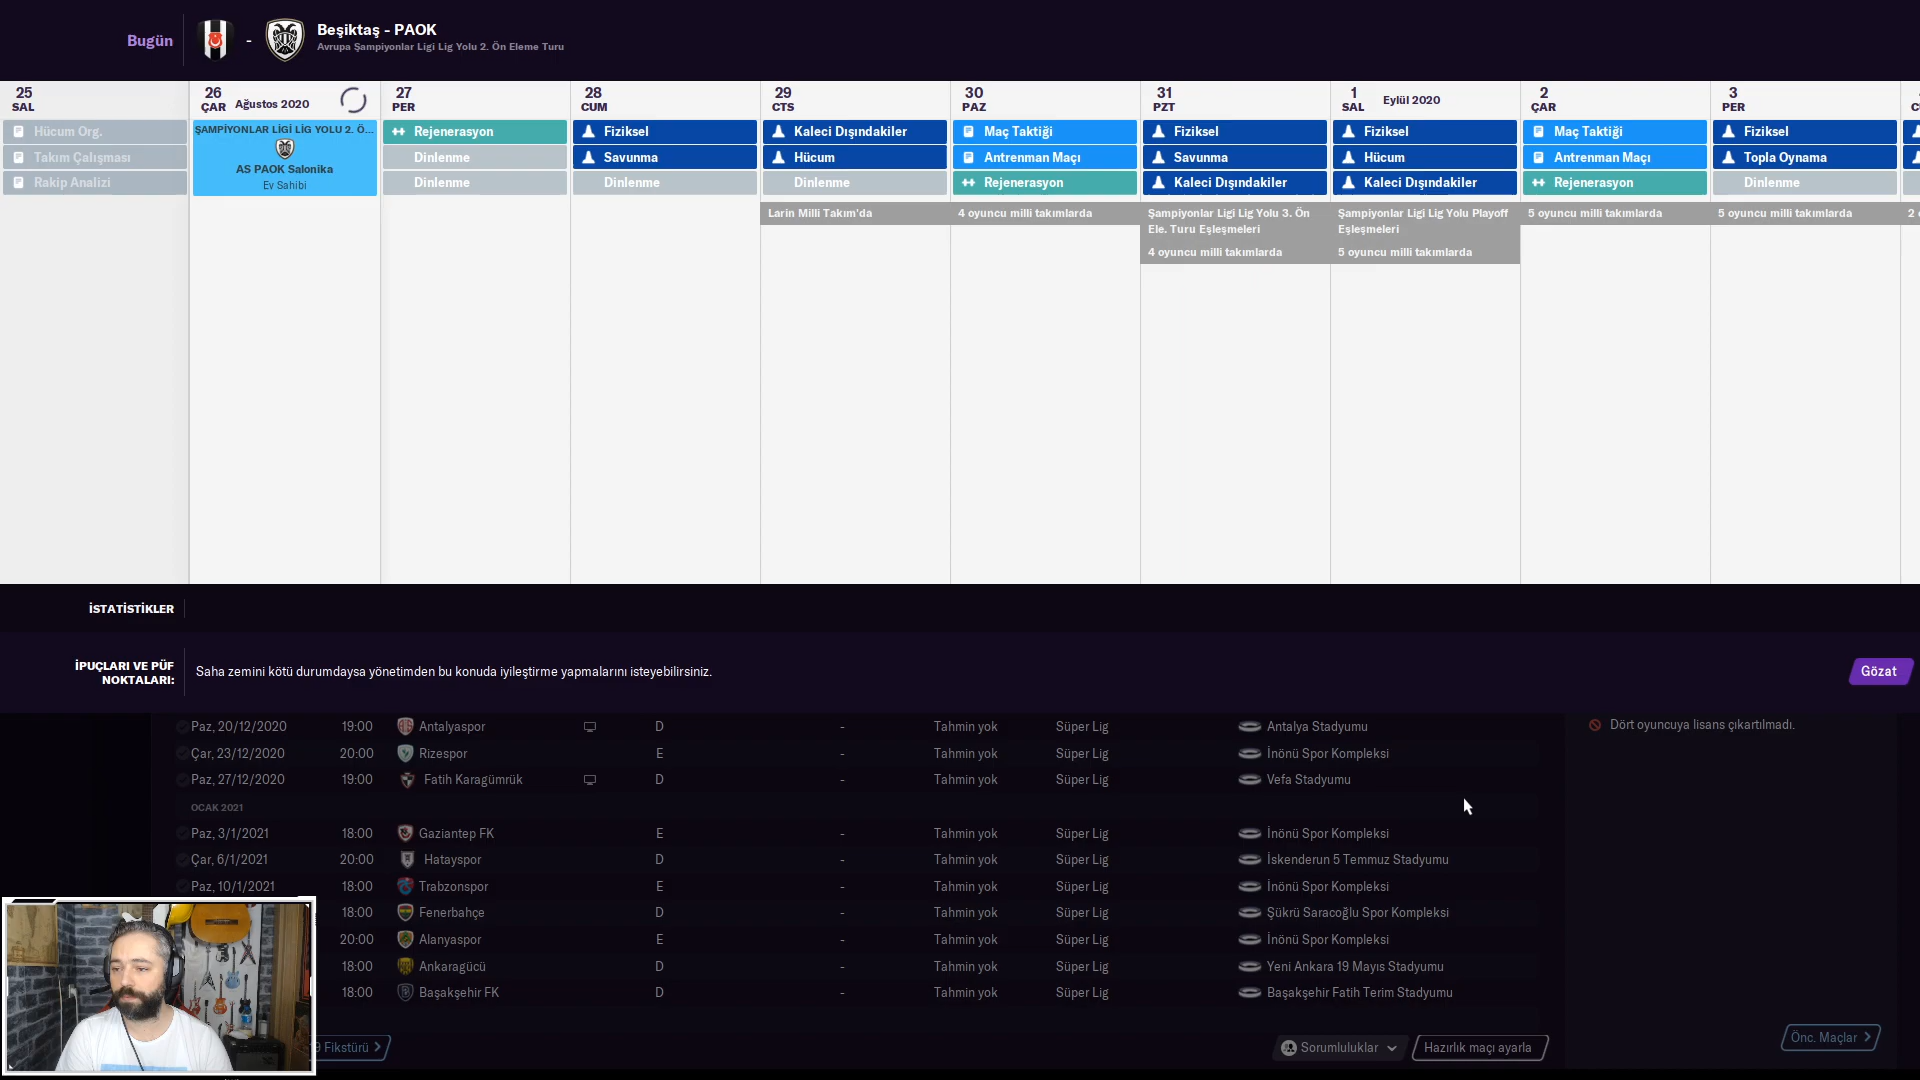 Bugün
-
Beşiktaş - PAOK
Avrupa Şampiyonlar Ligi Lig Yolu 2. Ön Eleme Turu
25
SAL
Hücum Org.
Takım Çalışması
Rakip Analizi
26
ÇAR Ağustos 2020
ŞAMPİYONLAR LİGİ LİG YOLU 2. Ö...
AS PAOK Salonika
Ev Sahibi
27
PER
Rejenerasyon
Dinlenme
Dinlenme
28
CUM
Fiziksel
Savunma
Dinlenme
29
CTS
Kaleci Dışındakiler
Hücum
Dinlenme
Larin Milli Takım'da
30
PAZ
Maç Taktiği
Antrenman Maçı
Rejenerasyon
4 oyuncu milli takımlarda
31
PZT
Fiziksel
Savunma
Kaleci Dışındakiler
Şampiyonlar Ligi Lig Yolu 3. Ön
Ele. Turu Eşleşmeleri
4 oyuncu milli takımlarda
1
SAL Eylül 2020
Fiziksel
Hücum
Kaleci Dışındakiler
Şampiyonlar Ligi Lig Yolu Playoff
Eşleşmeleri
5 oyuncu milli takımlarda
2
ÇAR
Maç Taktiği
Antrenman Maçı
Rejenerasyon
5 oyuncu milli takımlarda
3
PER
Fiziksel
Topla Oynama
Dinlenme
5 oyuncu milli takımlarda
İSTATİSTİKLER
İPUÇLARI VE PÜF
NOKTALARI:
Saha zemini kötü durumdaysa yönetimden bu konuda iyileştirme yapmalarını isteyebilirsiniz.
Gözat
Paz, 20/12/2020 19:00 Antalyaspor D - Tahmin yok Süper Lig Antalya Stadyumu
Çar, 23/12/2020 20:00 Rizespor E - Tahmin yok Süper Lig İnönü Spor Kompleksi
Paz, 27/12/2020 19:00 Fatih Karagümrük D - Tahmin yok Süper Lig Vefa Stadyumu
OCAK 2021
Paz, 3/1/2021 18:00 Gaziantep FK E - Tahmin yok Süper Lig İnönü Spor Kompleksi
Çar, 6/1/2021 20:00 Hatayspor D - Tahmin yok Süper Lig İskenderun 5 Temmuz Stadyumu
Paz, 10/1/2021 18:00 Trabzonspor E - Tahmin yok Süper Lig İnönü Spor Kompleksi
18:00 Fenerbahçe D - Tahmin yok Süper Lig Şükrü Saracoğlu Spor Kompleksi
20:00 Alanyaspor E - Tahmin yok Süper Lig İnönü Spor Kompleksi
18:00 Ankaragücü D - Tahmin yok Süper Lig Yeni Ankara 19 Mayıs Stadyumu
18:00 Başakşehir FK D - Tahmin yok Süper Lig Başakşehir Fatih Terim Stadyumu
Dört oyuncuya lisans çıkartılmadı.
Fikstürü
Sorumluluklar
Hazırlık maçı ayarla
Önc. Maçlar